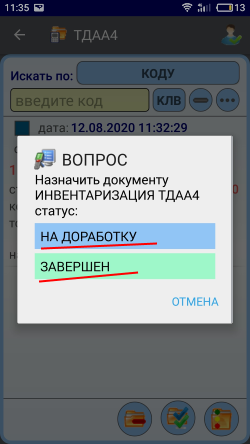 11:35
13
ТДАА4
Искать по:
КОДУ
введите код
КЛВ
дата: 12.08.2020 11:32:29
ВОПРОС
Назначить документу
ИНВЕНТАРИЗАЦИЯ ТДАА4
статус:
НА ДОРАБОТКУ
ЗАВЕРШЕН
ОТМЕНА